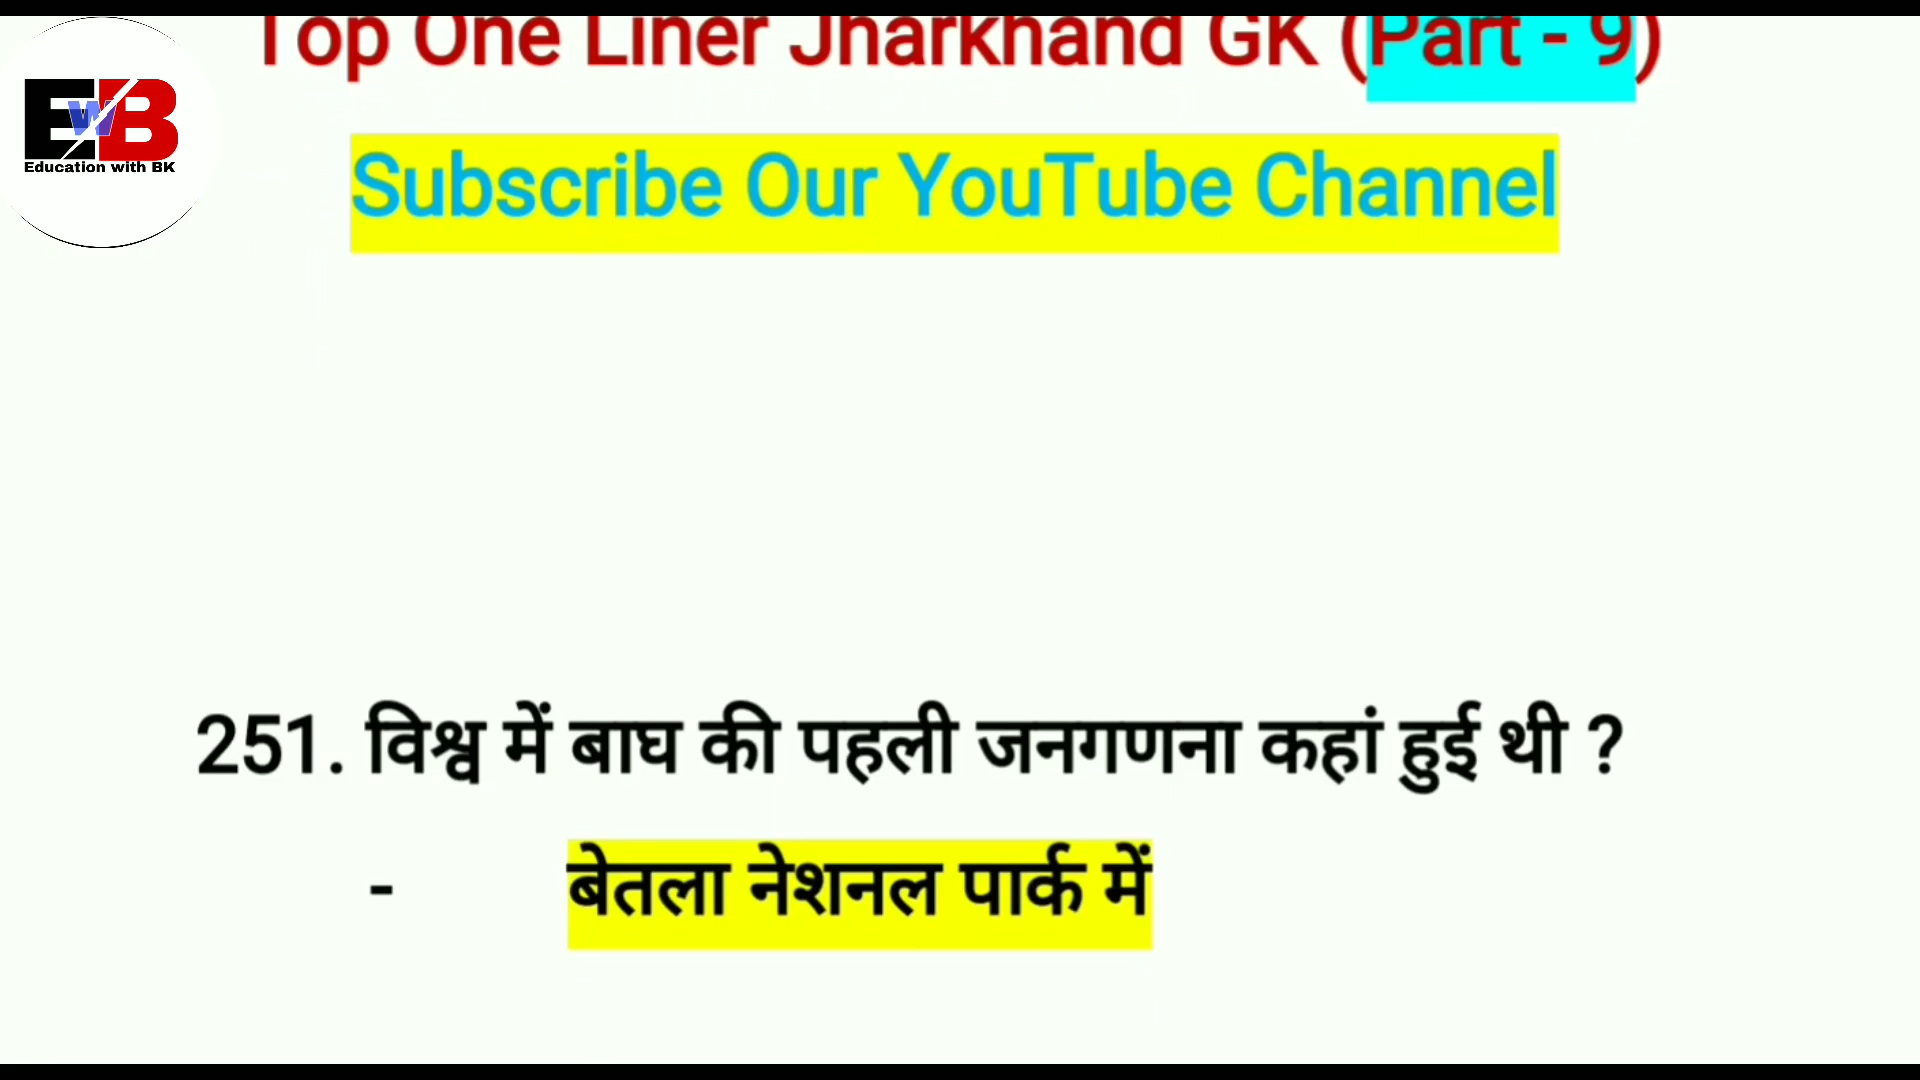 Top One Liner Jharkhand GK (Part - 9)
EWB
Education with BK
Subscribe Our YouTube Channel
251. विश्व में बाघ की पहली जनगणना कहां हुई थी ?
- बेतला नेशनल पार्क में